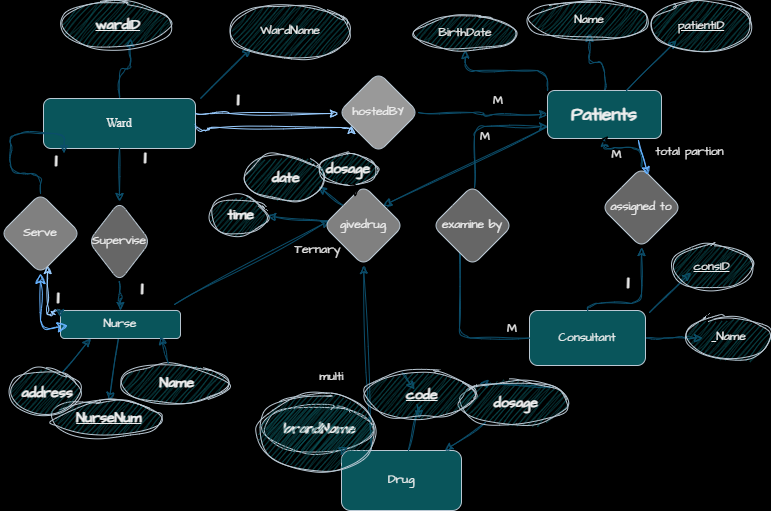 wardID
WardName
BirthDate
Name
patientID
Ward
1
hostedBY
M
Patients
M
1
1
M
total partion
date
dosage
time
givedrug
examine by
assigned to
Serve
Supervise
Ternary
consID
1
1
1
Nurse
M
Consultant
_Name
address
Name
NurseNum
multi
code
dosage
brandName
Drug